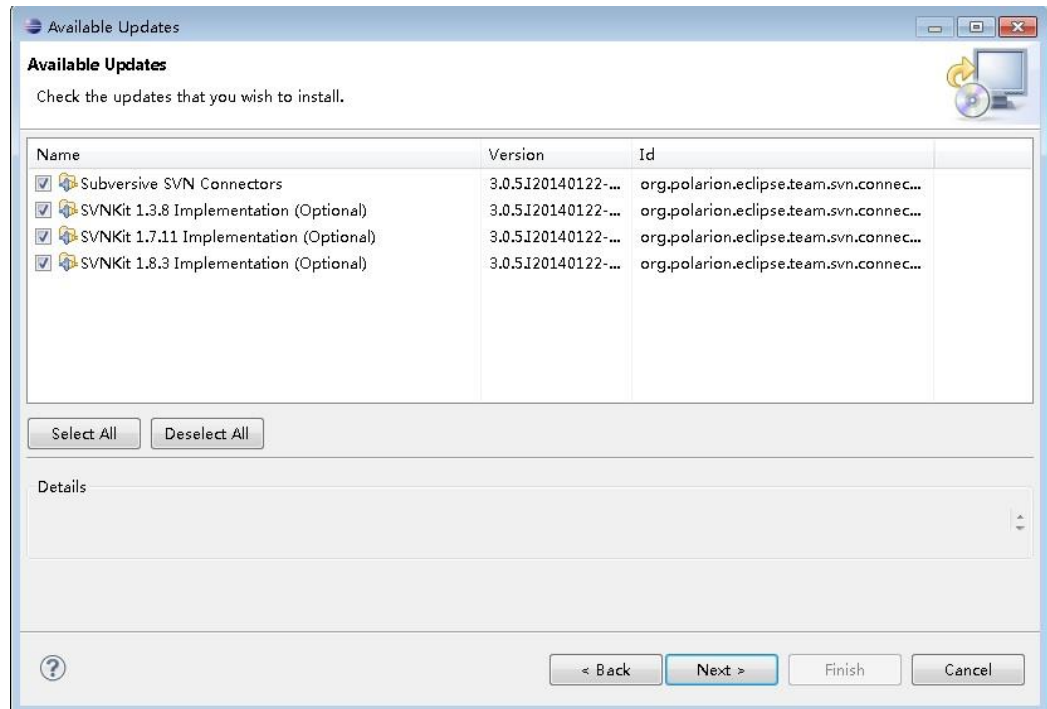 Available Updates
Available Updates
Check the updates that you wish to install.
Name Version Id
Subversive SVN Connectors 3.0.5.I20140122-... org.polarion.eclipse.team.svn.connec...
SVNKit 1.3.8 Implementation (Optional) 3.0.5.I20140122-... org.polarion.eclipse.team.svn.connec...
SVNKit 1.7.11 Implementation (Optional) 3.0.5.I20140122-... org.polarion.eclipse.team.svn.connec...
SVNKit 1.8.3 Implementation (Optional) 3.0.5.I20140122-... org.polarion.eclipse.team.svn.connec...
Select All Deselect All
Details
< Back Next > Finish Cancel